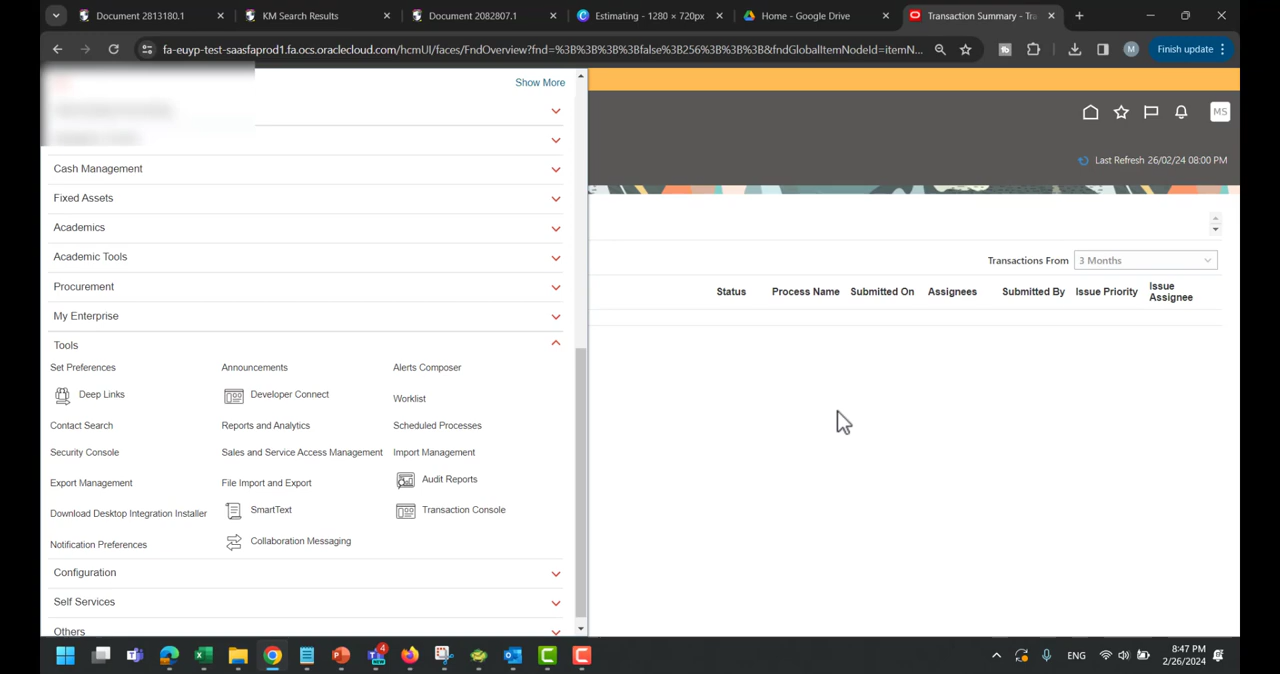 Document 2813180.1
KM Search Results
Document 2082807.1
Estimating - 1280 × 720px
Home - Google Drive
Transaction Summary - Tra
fa-euyp-test-saasfaprod1.fa.ocs.oraclecloud.com/hcmUI/faces/FndOverview?fnd=%3B%3B%3B%3Bfalse%3B256%3B%3B%3B&fndGlobalItemNodeId=itemN...
M
Finish update
Show More
MS
Last Refresh 26/02/24 08:00 PM
Cash Management
Fixed Assets
Academics
Academic Tools
Procurement
My Enterprise
Tools
Transactions From 3 Months
Status Process Name Submitted On Assignees Submitted By Issue Priority Issue Assignee
Set Preferences Announcements Alerts Composer
Deep Links Developer Connect Worklist
Contact Search Reports and Analytics Scheduled Processes
Security Console Sales and Service Access Management Import Management
Export Management File Import and Export Audit Reports
Download Desktop Integration Installer SmartText Transaction Console
Notification Preferences Collaboration Messaging
Configuration
Self Services
Others
4
ENG
8:47 PM
2/26/2024